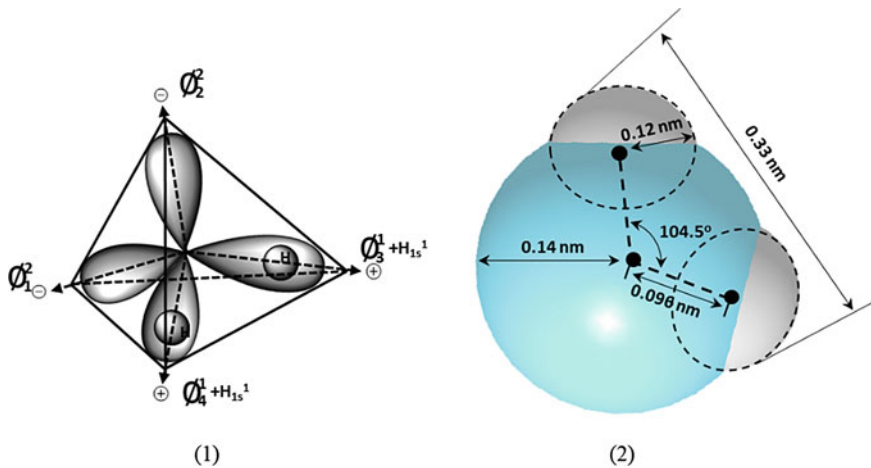 ⊖
∅₂²
∅₁²
⊖
H
∅₃¹ +H₁ₛ¹
⊕
H
⊕
∅₄¹ +H₁ₛ¹
(1)
0.12 nm
0.33 nm
0.14 nm
104.5°
0.096 nm
(2)